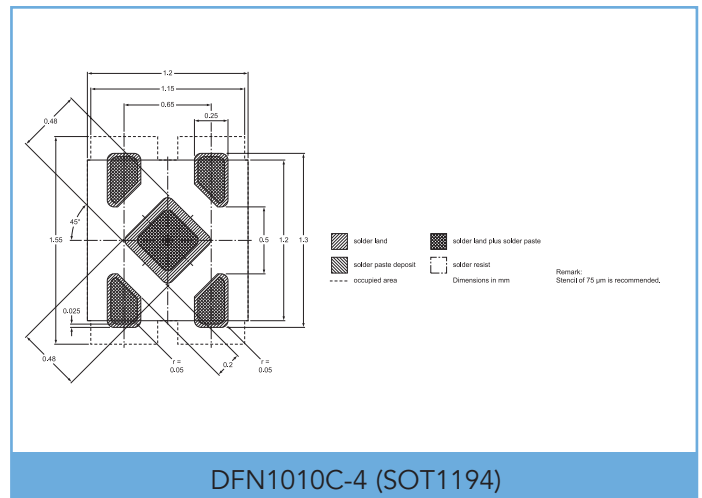 1.2
1.15
0.65
0.48
0.25
45°
1.55
0.5
1.2
1.3
0.025
0.48
r =
0.05
0.2
r =
0.05
solder land
solder land plus solder paste
solder paste deposit
solder resist
occupied area
Dimensions in mm
Remark:
Stencil of 75 µm is recommended.
DFN1010C-4 (SOT1194)